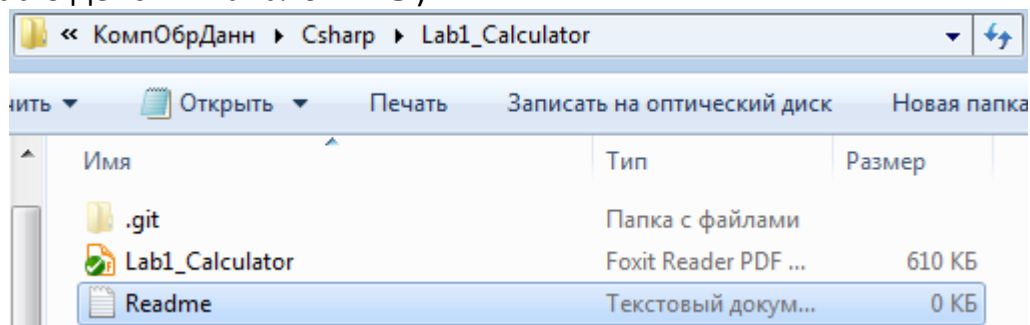 « КомпОбрДанн ▸ Csharp ▸ Lab1_Calculator
Открыть Печать Записать на оптический диск Новая папка
Имя Тип Размер
.git Папка с файлами
Lab1_Calculator Foxit Reader PDF ... 610 КБ
Readme Текстовый докум... 0 КБ